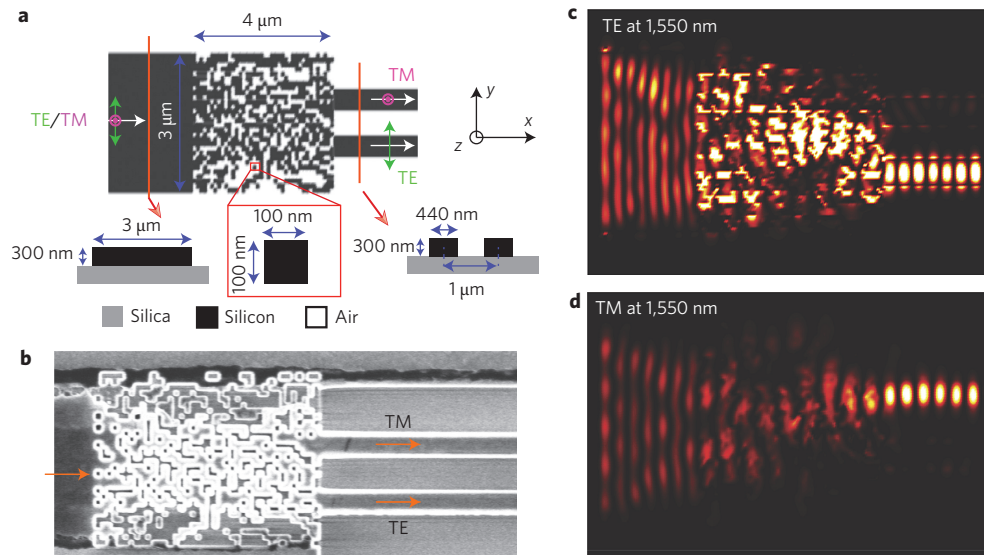 a
4 μm
TE/TM
3 μm
TM
TE
y
x
z
3 μm
300 nm
100 nm
100 nm
440 nm
300 nm
1 μm
Silica
Silicon
Air
b
TM
TE
c
TE at 1,550 nm
d
TM at 1,550 nm